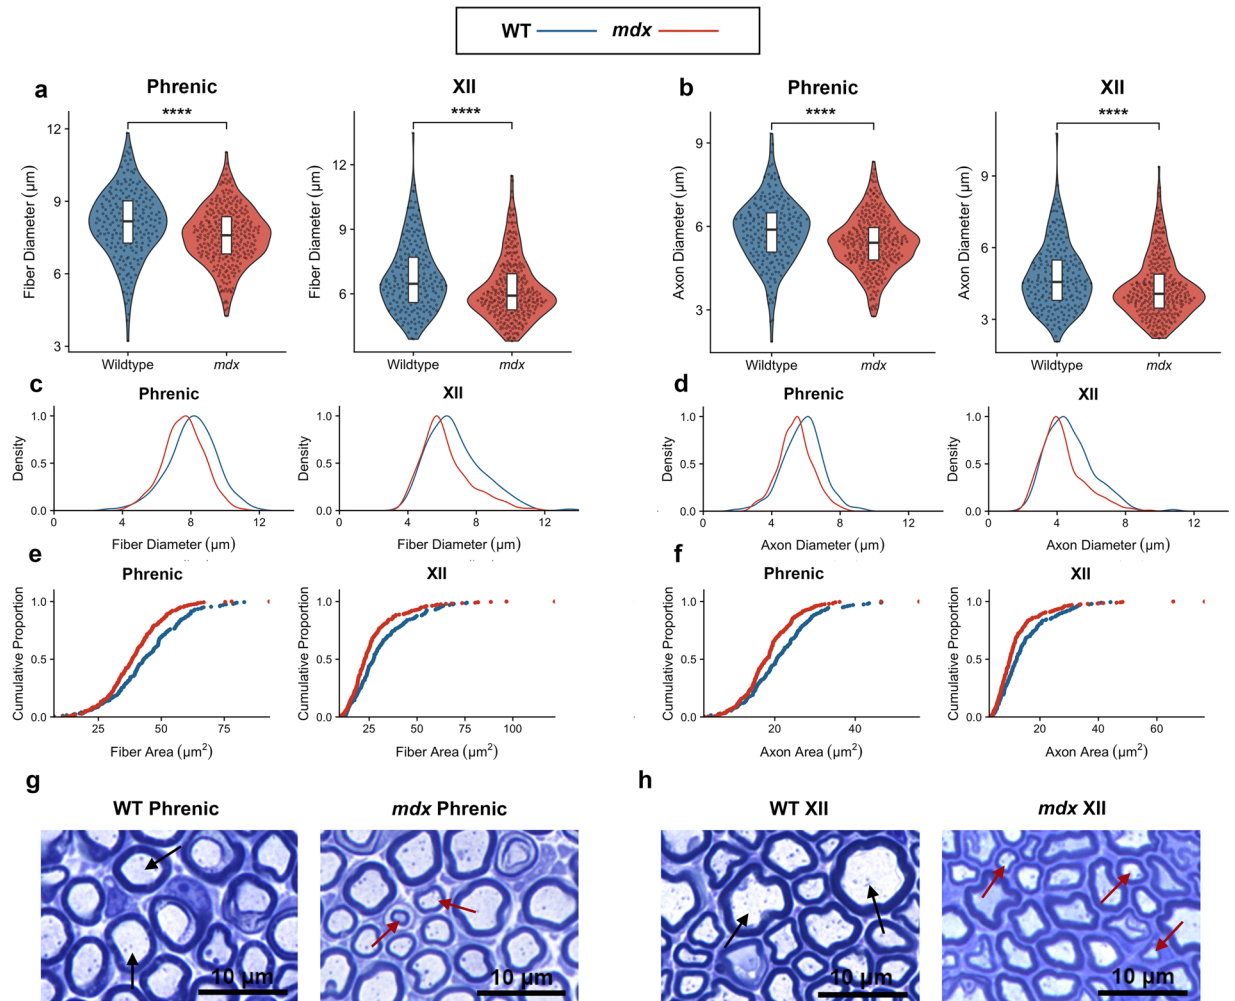 WT mdx
a
Phrenic
XII
b
Phrenic
XII
****
****
****
****
Fiber Diameter (µm)
12
9
6
3
Wildtype mdx
Fiber Diameter (µm)
12
9
6
Wildtype mdx
Axon Diameter (µm)
9
6
3
Wildtype mdx
Axon Diameter (µm)
9
6
3
Wildtype mdx
c
Phrenic
XII
d
Phrenic
XII
Density
1.0
0.5
0.0
0 4 8 12
Fiber Diameter (µm)
Density
1.0
0.5
0.0
0 4 8 12
Fiber Diameter (µm)
Density
1.0
0.5
0.0
0 4 8 12
Axon Diameter (µm)
Density
1.0
0.5
0.0
0 4 8 12
Axon Diameter (µm)
e
Phrenic
XII
f
Phrenic
XII
Cumulative Proportion
1.0
0.5
0.0
25 50 75
Fiber Area (µm²)
Cumulative Proportion
1.0
0.5
0.0
25 50 75 100
Fiber Area (µm²)
Cumulative Proportion
1.0
0.5
0.0
20 40
Axon Area (µm²)
Cumulative Proportion
1.0
0.5
0.0
20 40 60
Axon Area (µm²)
g
WT Phrenic
mdx Phrenic
h
WT XII
mdx XII
10 µm
10 µm
10 µm
10 µm